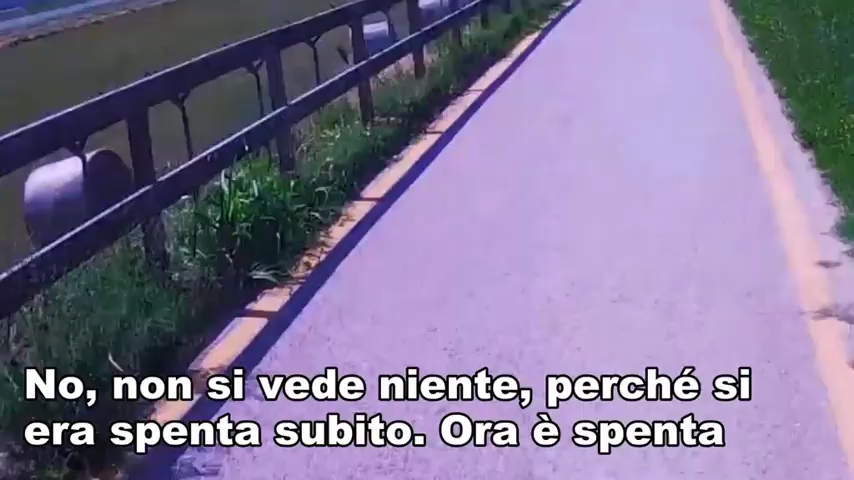 No, non si vede niente, perché si
era spenta subito. Ora è spenta